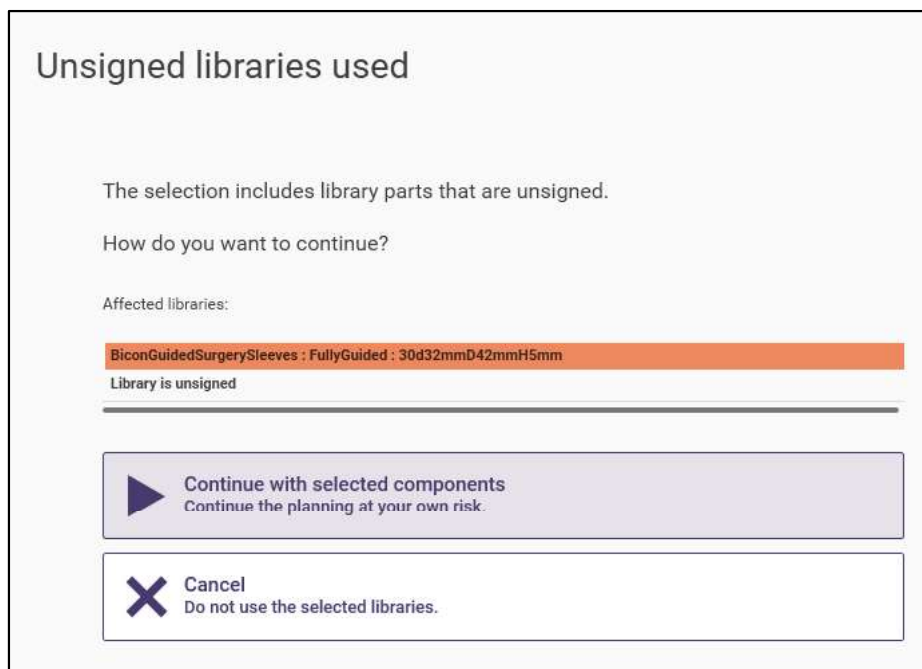 Unsigned libraries used
The selection includes library parts that are unsigned.
How do you want to continue?
Affected libraries:
BiconGuidedSurgerySleeves : FullyGuided : 30d32mmD42mmH5mm
Library is unsigned
Continue with selected components
Continue the planning at your own risk.
Cancel
Do not use the selected libraries.